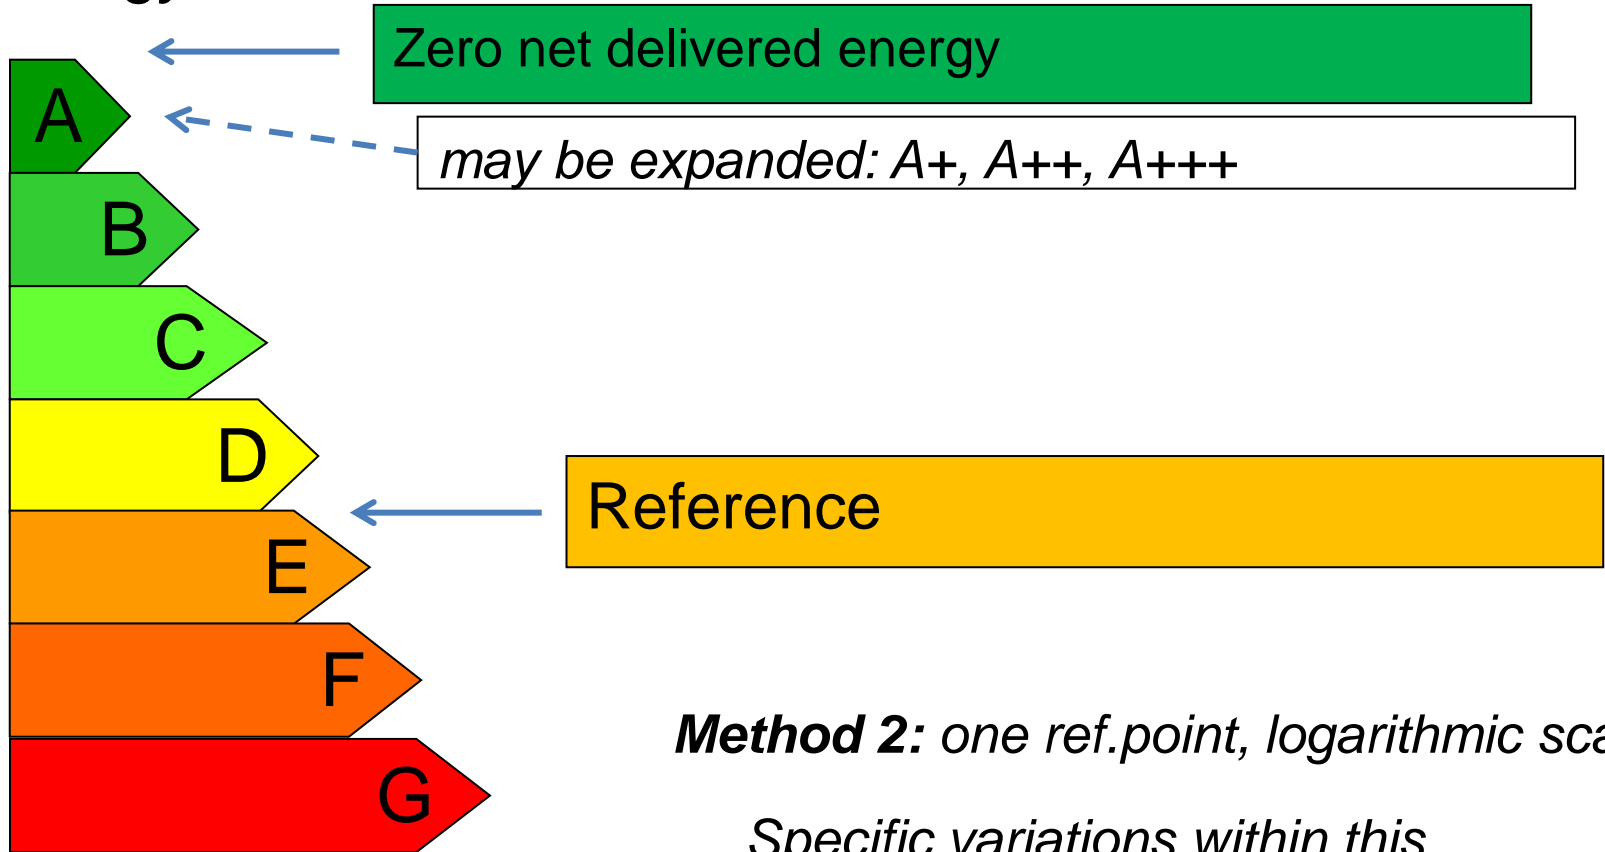 Zero net delivered energy
A
may be expanded: A+, A++, A+++
B
C
D
Reference
E
F
Method 2: one ref.point, logarithmic
G
Specific variations within this